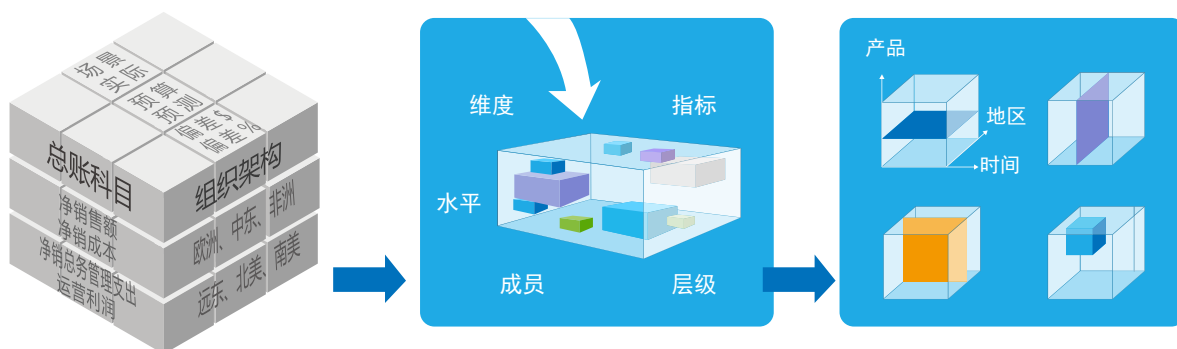 场景
实际
预算
预测
偏差$
偏差%
总账科目
净销售额
净销成本
净销总务管理支出
运营利润
组织架构
欧洲、中东、非洲
远东、北美、南美
维度
指标
水平
成员
层级
产品
地区
时间